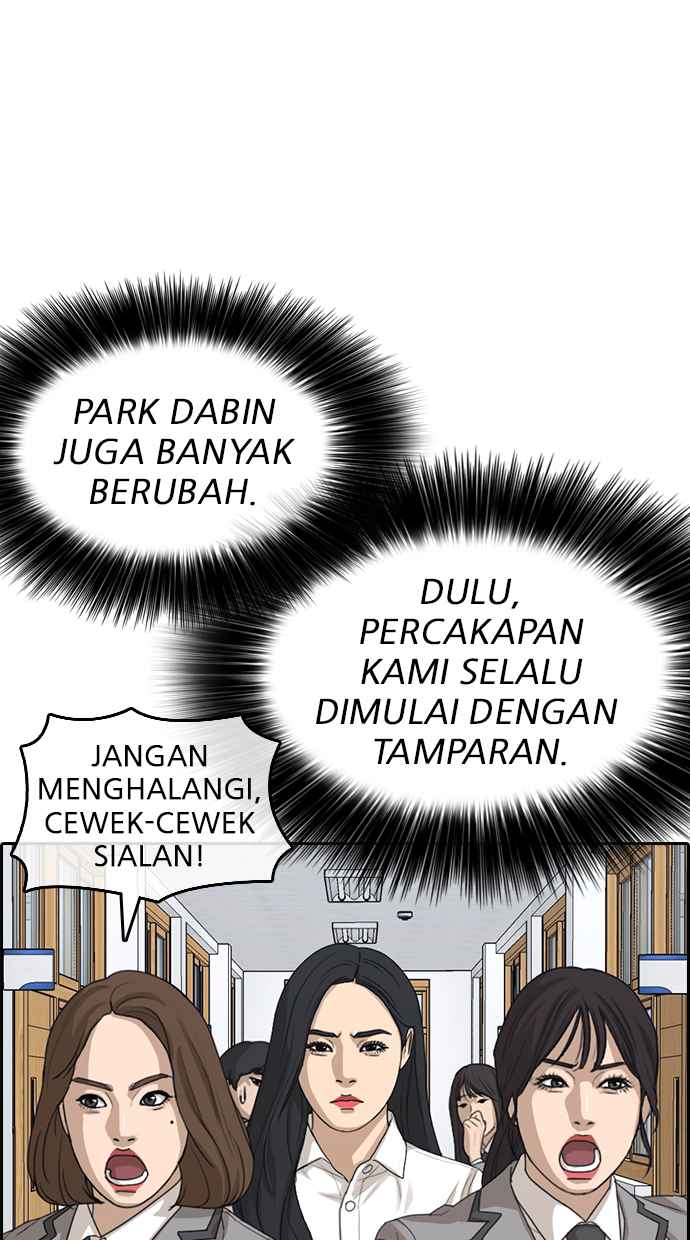 PARK DABIN
JUGA BANYAK
BERUBAH.
DULU,
PERCAKAPAN
KAMI SELALU
DIMULAI DENGAN
TAMPARAN.
JANGAN
MENGHALANGI,
CEWEK-CEWEK
SIALAN!